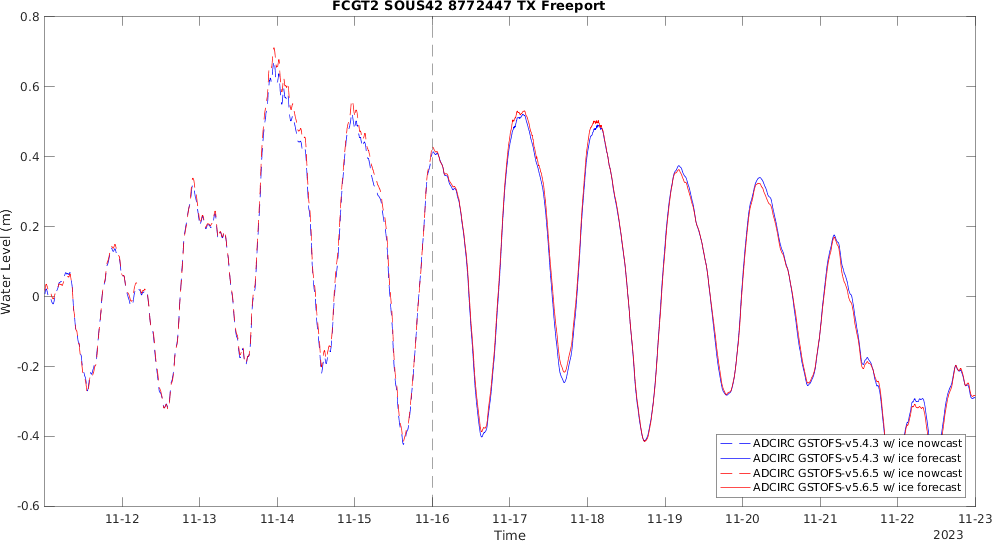 FCGT2 SOUS42 8772447 TX Freeport
0.8
0.6
0.4
0.2
0
-0.2
-0.4
-0.6
Water Level (m)
ADCIRC GSTOFS-v5.4.3 w/ ice nowcast
ADCIRC GSTOFS-v5.4.3 w/ ice forecast
ADCIRC GSTOFS-v5.6.5 w/ ice nowcast
ADCIRC GSTOFS-v5.6.5 w/ ice forecast
11-12 11-13 11-14 11-15 11-16 11-17 11-18 11-19 11-20 11-21 11-22 11-23
Time
2023